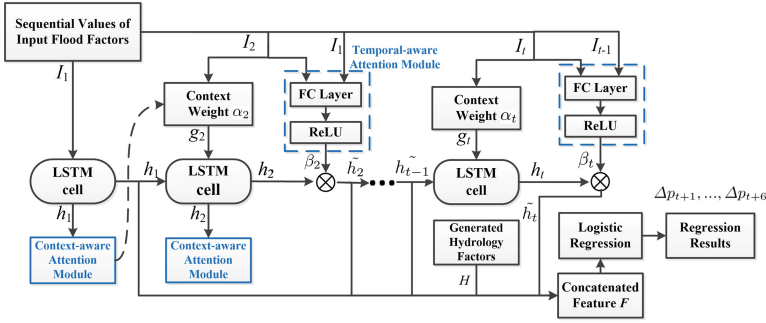 Sequential Values of
Input Flood Factors
I₂
I₁
Iₜ
Iₜ₋₁
Temporal-aware
Attention Module
I₁
Context
Weight α₂
FC Layer
ReLU
Context
Weight αₜ
FC Layer
ReLU
g₂
gₜ
β₂
βₜ
LSTM
cell
h₁
LSTM
cell
h₂
⊗
h̃₂
•••
h̃ₜ₋₁
LSTM
cell
hₜ
⊗
h₁
h₂
h̃ₜ
Δpₜ₊₁, ..., Δpₜ₊₆
Context-aware
Attention
Module
Context-aware
Attention
Module
Generated
Hydrology
Factors
Logistic
Regression
Regression
Results
H
Concatenated
Feature F